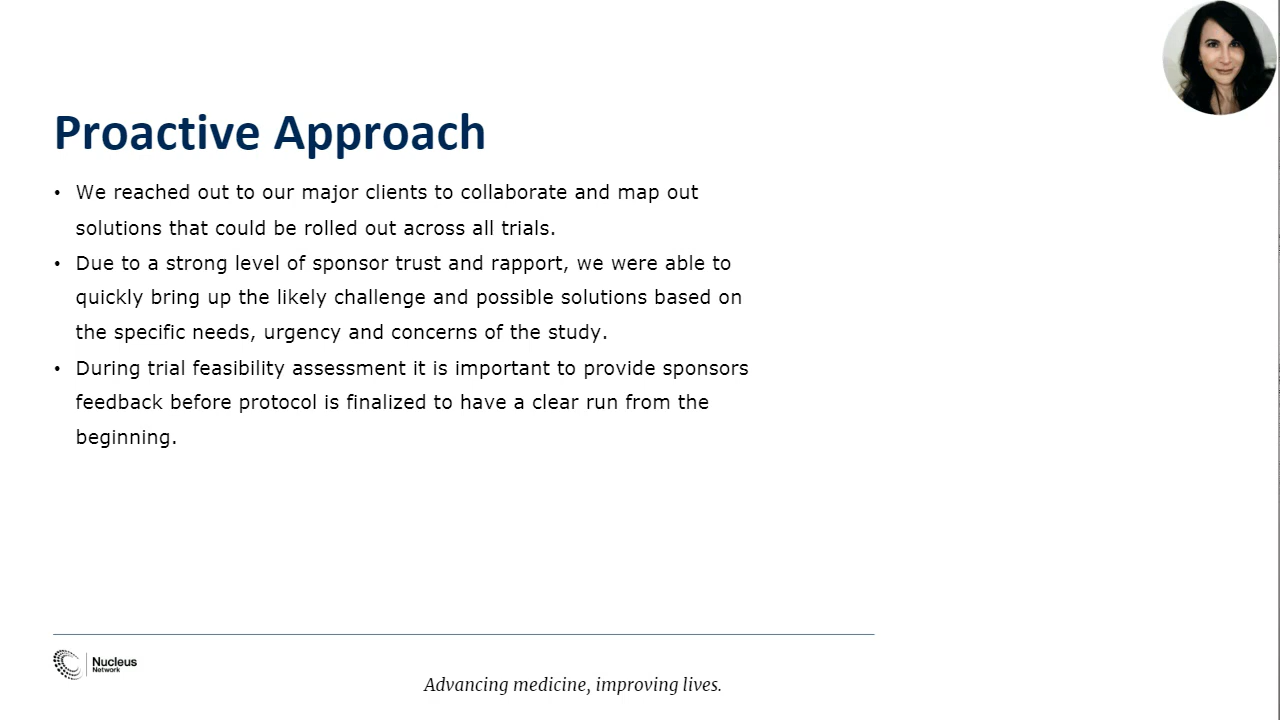 Proactive Approach
• We reached out to our major clients to collaborate and map out
solutions that could be rolled out across all trials.
• Due to a strong level of sponsor trust and rapport, we were able to
quickly bring up the likely challenge and possible solutions based on
the specific needs, urgency and concerns of the study.
• During trial feasibility assessment it is important to provide sponsors
feedback before protocol is finalized to have a clear run from the
beginning.
Nucleus
Network
Advancing medicine, improving lives.